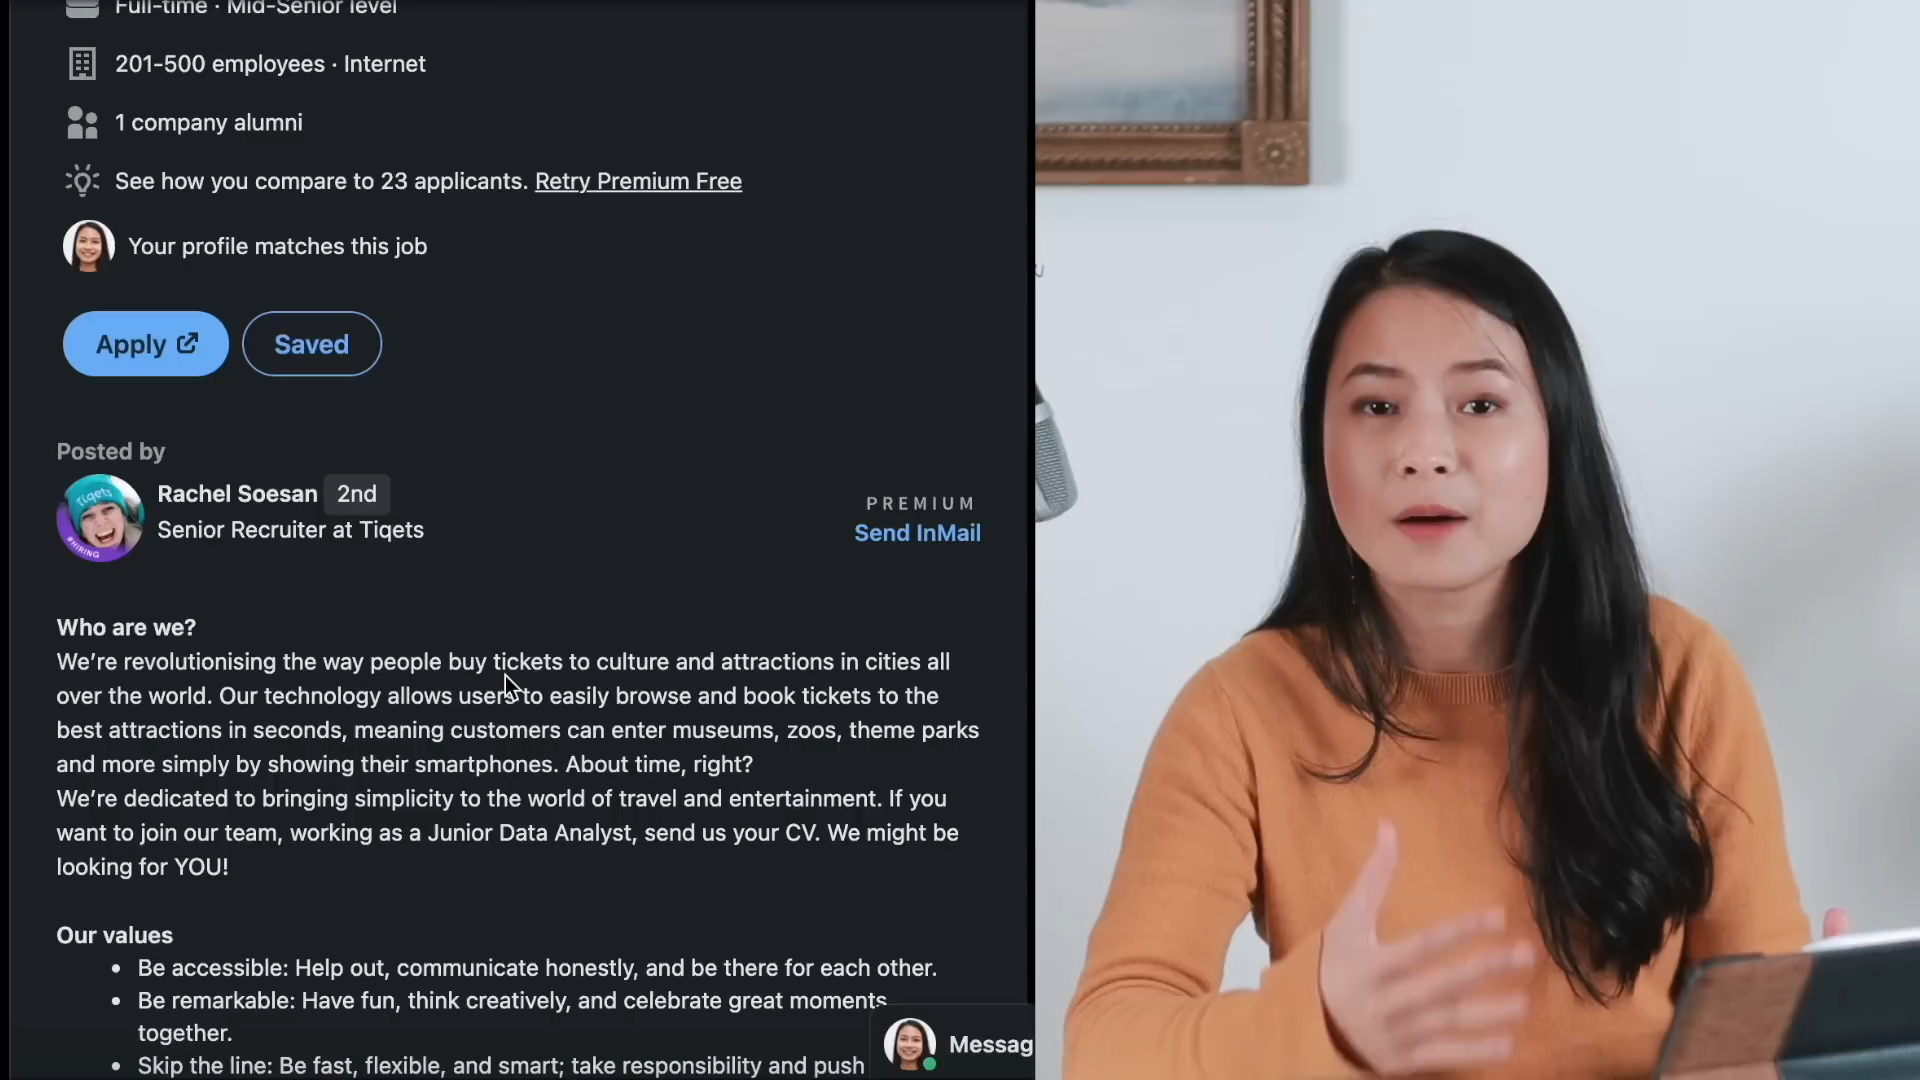 Full-time · Mid-Senior level
201-500 employees · Internet
1 company alumni
See how you compare to 23 applicants. Retry Premium Free
Your profile matches this job
Apply
Saved
Posted by
Tiqets
#HIRING
Rachel Soesan 2nd
Senior Recruiter at Tiqets
PREMIUM
Send InMail
Who are we?
We’re revolutionising the way people buy tickets to culture and attractions in cities all
over the world. Our technology allows users to easily browse and book tickets to the
best attractions in seconds, meaning customers can enter museums, zoos, theme parks
and more simply by showing their smartphones. About time, right?
We’re dedicated to bringing simplicity to the world of travel and entertainment. If you
want to join our team, working as a Junior Data Analyst, send us your CV. We might be
looking for YOU!
Our values
• Be accessible: Help out, communicate honestly, and be there for each other.
• Be remarkable: Have fun, think creatively, and celebrate great moments
together.
• Skip the line: Be fast, flexible, and smart; take responsibility and push
Messag